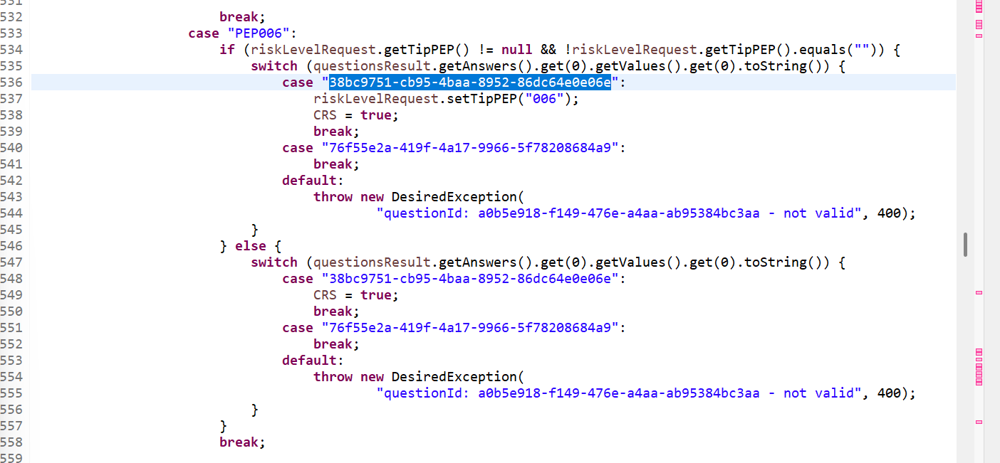 531
532 break;
533 case "PEP006":
534 if (riskLevelRequest.getTipPEP() != null && !riskLevelRequest.getTipPEP().equals("")) {
535 switch (questionsResult.getAnswers().get(0).getValues().get(0).toString()) {
536 case "38bc9751-cb95-4baa-8952-86dc64e0e06e":
537 riskLevelRequest.setTipPEP("006");
538 CRS = true;
539 break;
540 case "76f55e2a-419f-4a17-9966-5f78208684a9":
541 break;
542 default:
543 throw new DesiredException(
544 "questionId: a0b5e918-f149-476e-a4aa-ab95384bc3aa - not valid", 400);
545 }
546 } else {
547 switch (questionsResult.getAnswers().get(0).getValues().get(0).toString()) {
548 case "38bc9751-cb95-4baa-8952-86dc64e0e06e":
549 CRS = true;
550 break;
551 case "76f55e2a-419f-4a17-9966-5f78208684a9":
552 break;
553 default:
554 throw new DesiredException(
555 "questionId: a0b5e918-f149-476e-a4aa-ab95384bc3aa - not valid", 400);
556 }
557 }
558 break;
559